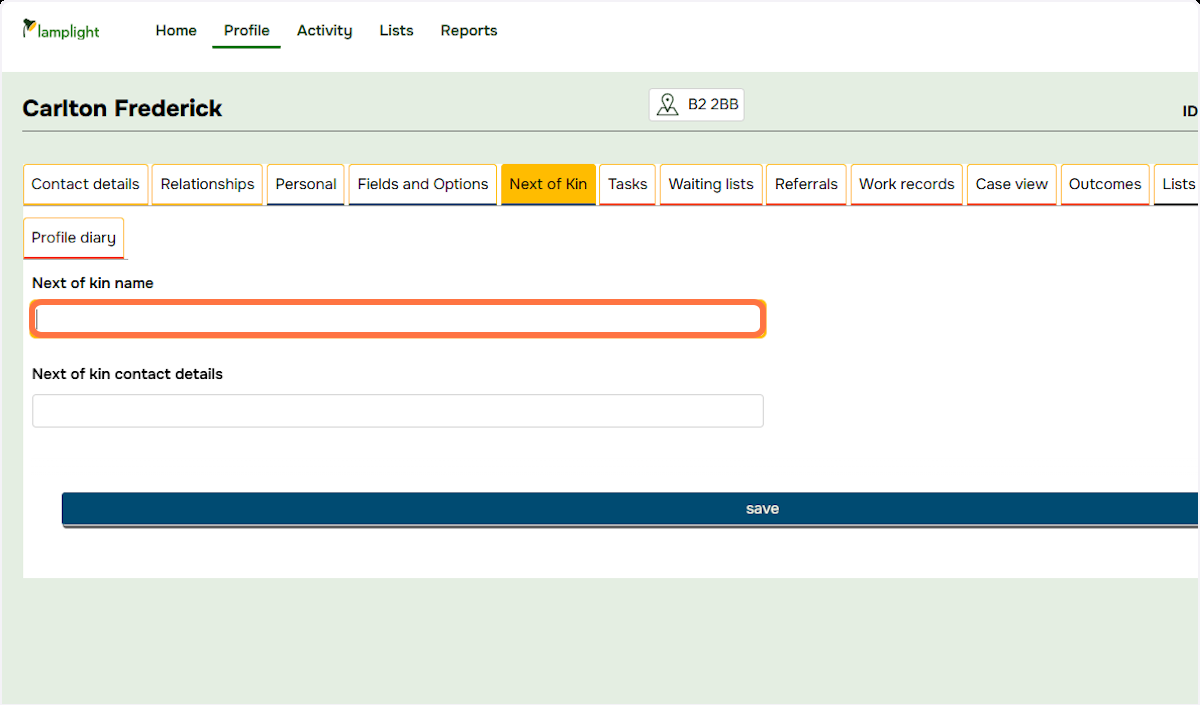 lamplight Home Profile Activity Lists Reports
Carlton Frederick B2 2BB ID
Contact details Relationships Personal Fields and Options Next of Kin Tasks Waiting lists Referrals Work records Case view Outcomes Lists
Profile diary
Next of kin name
Next of kin contact details
save